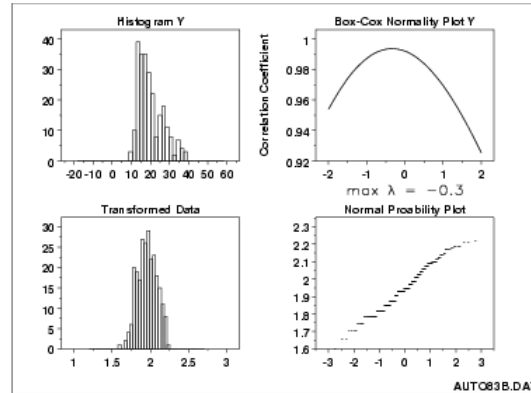 Histogram Y
40
30
20
10
0
-20 -10 0 10 20 30 40 50 60
Box-Cox Normality Plot Y
Correlation Coefficient
1
0.98
0.96
0.94
0.92
-2 -1 0 1 2
max λ = -0.3
Transformed Data
30
25
20
15
10
5
0
1 1.5 2 2.5 3
Normal Proability Plot
2.3
2.2
2.1
2
1.9
1.8
1.7
1.6
-3 -2 -1 0 1 2 3
AUTO83B.DA